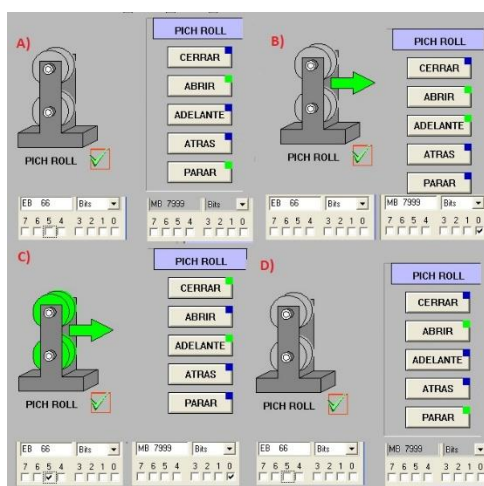 A)
PICH ROLL
CERRAR
ABRIR
ADELANTE
ATRAS
PARAR
PICH ROLL
EB 66 Bits
7 6 5 4 3 2 1 0
MB 7999 Bits
7 6 5 4 3 2 1 0
B)
PICH ROLL
CERRAR
ABRIR
ADELANTE
ATRAS
PARAR
PICH ROLL
EB 66 Bits
7 6 5 4 3 2 1 0
MB 7999 Bits
7 6 5 4 3 2 1 0
C)
PICH ROLL
CERRAR
ABRIR
ADELANTE
ATRAS
PARAR
PICH ROLL
EB 66 Bits
7 6 5 4 3 2 1 0
MB 7999 Bits
7 6 5 4 3 2 1 0
D)
PICH ROLL
CERRAR
ABRIR
ADELANTE
ATRAS
PARAR
PICH ROLL
EB 66 Bits
7 6 5 4 3 2 1 0
MB 7999 Bits
7 6 5 4 3 2 1 0